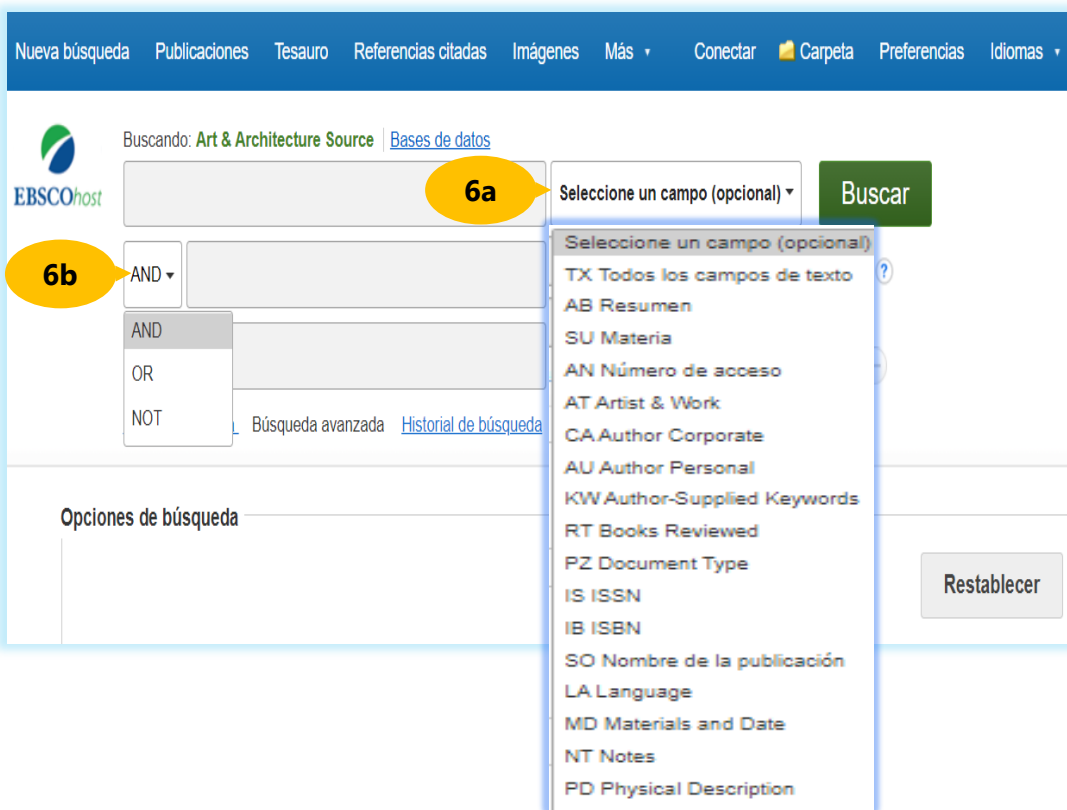 Nueva búsqueda Publicaciones Tesauro Referencias citadas Imágenes Más Conectar Carpeta Preferencias Idiomas
Buscando: Art & Architecture Source Bases de datos
EBSCOhost
6a
Seleccione un campo (opcional)
Buscar
6b
AND
AND
OR
NOT
Seleccione un campo (opcional)
TX Todos los campos de texto
AB Resumen
SU Materia
AN Número de acceso
AT Artist & Work
CA Author Corporate
AU Author Personal
KW Author-Supplied Keywords
RT Books Reviewed
PZ Document Type
IS ISSN
IB ISBN
SO Nombre de la publicación
LA Language
MD Materials and Date
NT Notes
PD Physical Description
?
Búsqueda avanzada Historial de búsqueda
Opciones de búsqueda
Restablecer